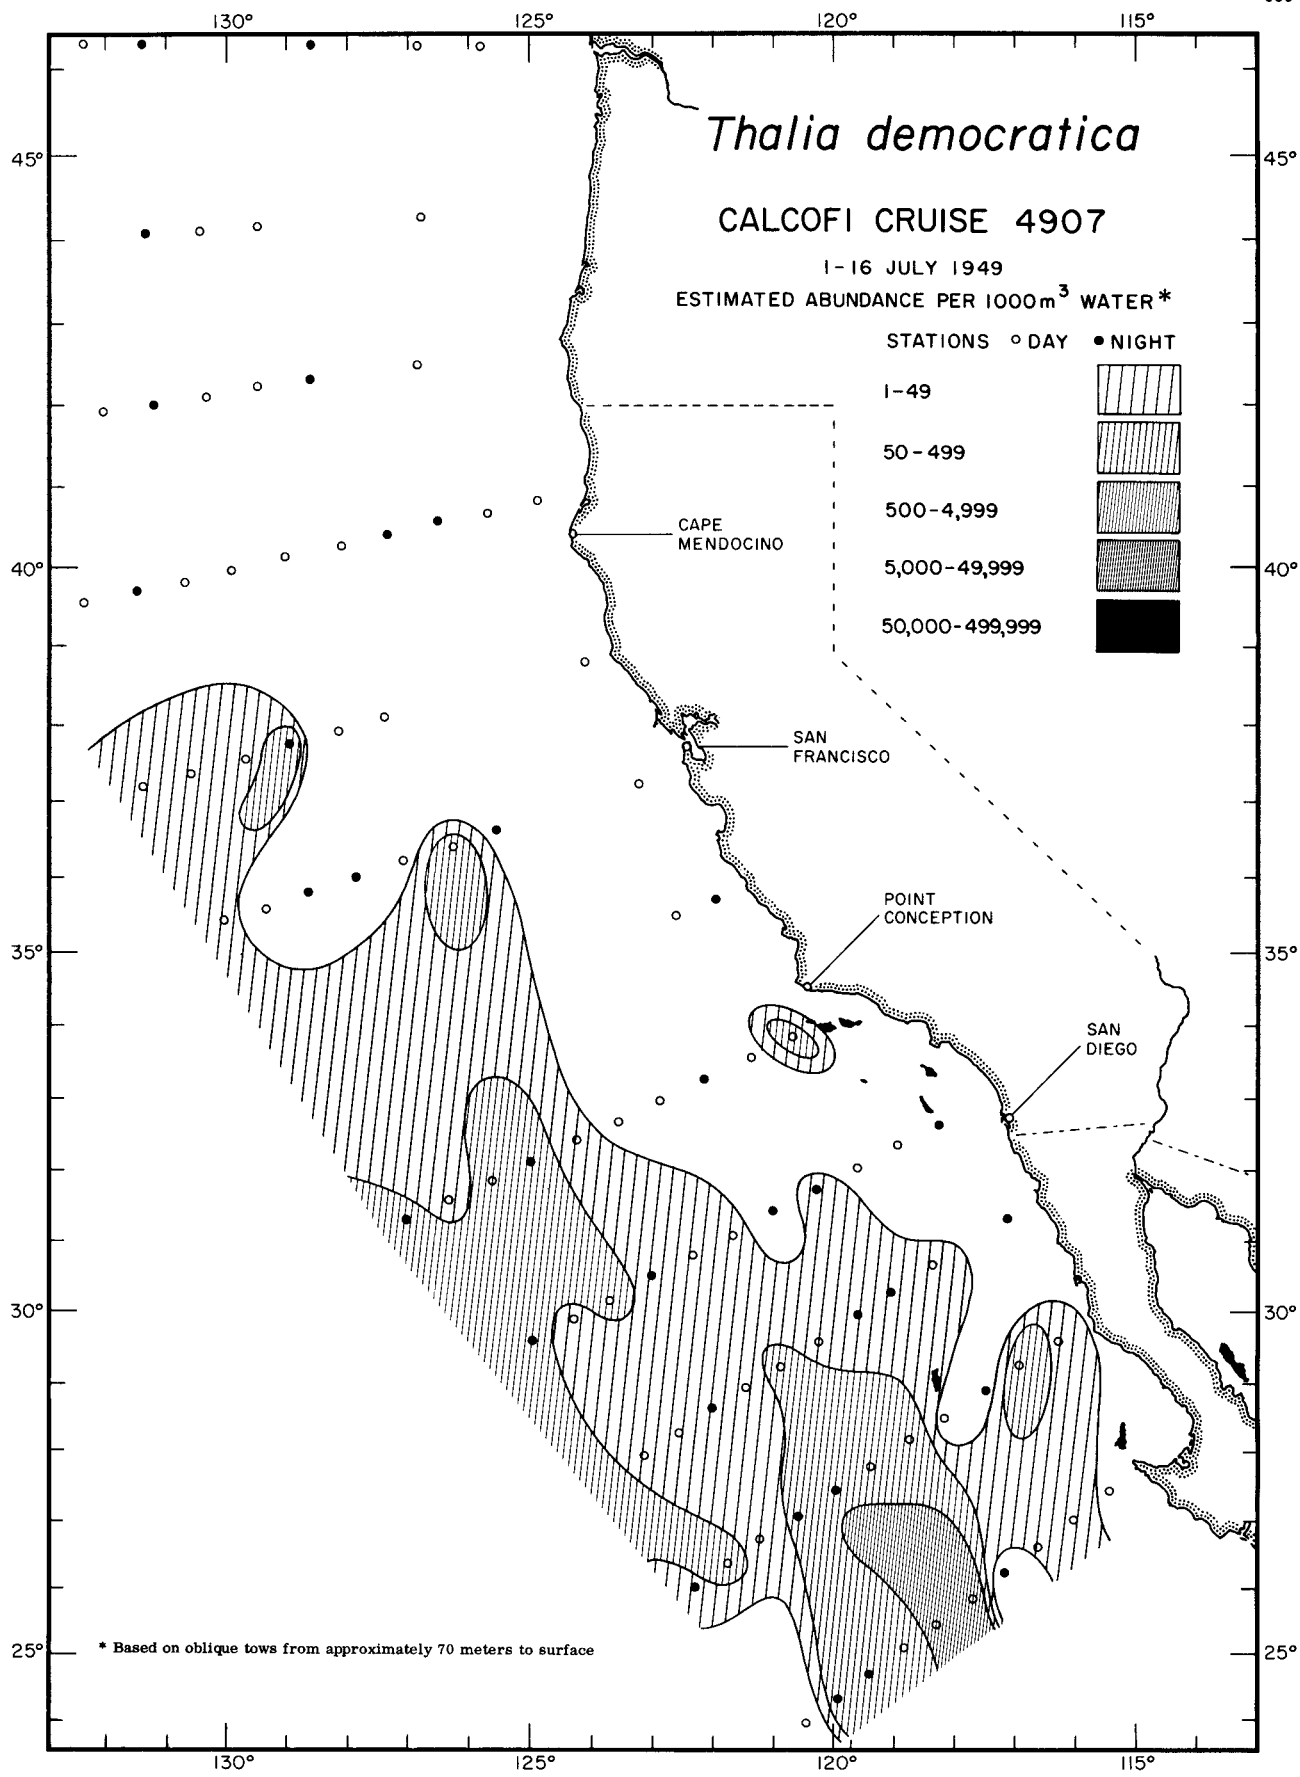 130° 125° 120° 115°
Thalia democratica
45° 45°
CALCOFI CRUISE 4907
1-16 JULY 1949
ESTIMATED ABUNDANCE PER 1000m³ WATER*
STATIONS ○ DAY ● NIGHT
1-49
50-499
500-4,999
5,000-49,999
50,000-499,999
CAPE
MENDOCINO
40° 40°
SAN
FRANCISCO
POINT
CONCEPTION
35° 35°
SAN
DIEGO
30° 30°
* Based on oblique tows from approximately 70 meters to surface
25° 25°
130° 125° 120° 115°